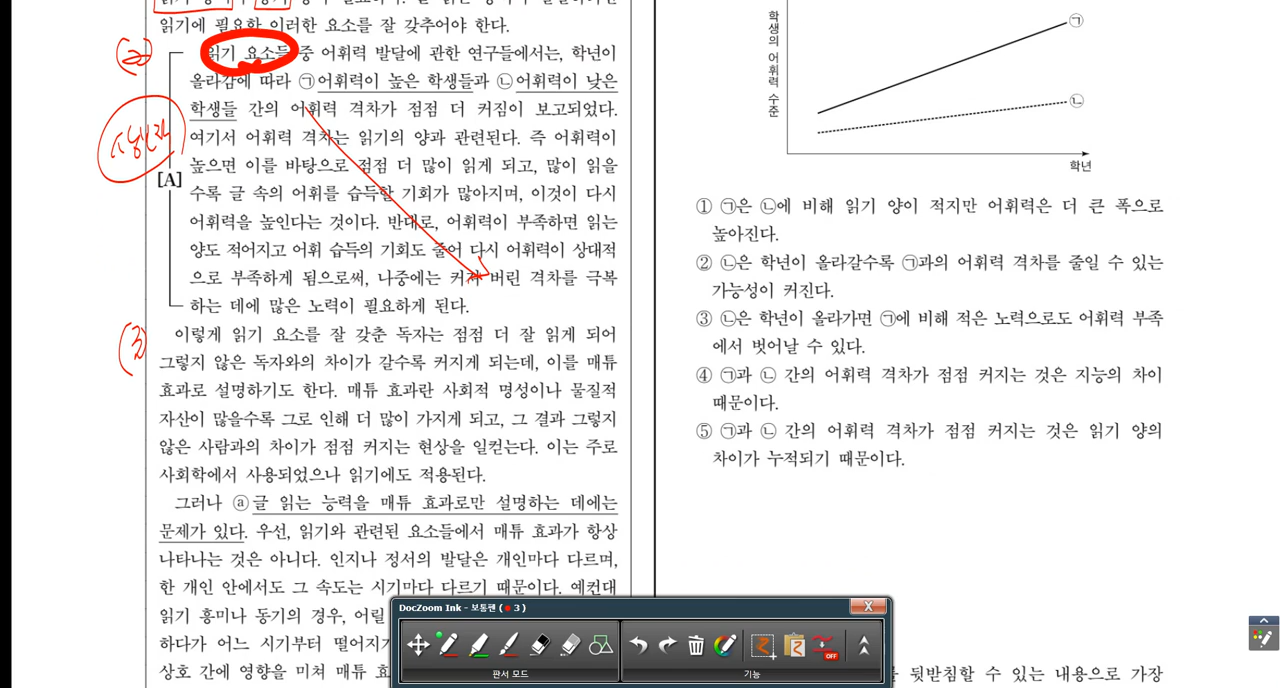 읽기에 필요한 이러한 요소를 잘 갖추어야 한다.
읽기 요소들 중 어휘력 발달에 관한 연구들에서는, 학년이
올라감에 따라 ㉠어휘력이 높은 학생들과 ㉡어휘력이 낮은
학생들 간의 어휘력 격차가 점점 더 커짐이 보고되었다.
여기서 어휘력 격차는 읽기의 양과 관련된다. 즉 어휘력이
높으면 이를 바탕으로 점점 더 많이 읽게 되고, 많이 읽을
수록 글 속의 어휘를 습득할 기회가 많아지며, 이것이 다시
어휘력을 높인다는 것이다. 반대로, 어휘력이 부족하면 읽는
양도 적어지고 어휘 습득의 기회도 줄어 다시 어휘력이 상대적
으로 부족하게 됨으로써, 나중에는 커져 버린 격차를 극복
하는 데에 많은 노력이 필요하게 된다.
[A]
이렇게 읽기 요소를 잘 갖춘 독자는 점점 더 잘 읽게 되어
그렇지 않은 독자와의 차이가 갈수록 커지게 되는데, 이를 매튜
효과로 설명하기도 한다. 매튜 효과란 사회적 명성이나 물질적
자산이 많을수록 그로 인해 더 많이 가지게 되고, 그 결과 그렇지
않은 사람과의 차이가 점점 커지는 현상을 일컫는다. 이는 주로
사회학에서 사용되었으나 읽기에도 적용된다.
그러나 ⓐ글 읽는 능력을 매튜 효과로만 설명하는 데에는
문제가 있다. 우선, 읽기와 관련된 요소들에서 매튜 효과가 항상
나타나는 것은 아니다. 인지나 정서의 발달은 개인마다 다르며,
한 개인 안에서도 그 속도는 시기마다 다르기 때문이다. 예컨대
읽기 흥미나 동기의 경우, 어릴
하다가 어느 시기부터 떨어지기
상호 간에 영향을 미쳐 매튜 효
학생의 어휘력 수준
㉠
㉡
학년
① ㉠은 ㉡에 비해 읽기 양이 적지만 어휘력은 더 큰 폭으로
높아진다.
② ㉡은 학년이 올라갈수록 ㉠과의 어휘력 격차를 줄일 수 있는
가능성이 커진다.
③ ㉡은 학년이 올라가면 ㉠에 비해 적은 노력으로도 어휘력 부족
에서 벗어날 수 있다.
④ ㉠과 ㉡ 간의 어휘력 격차가 점점 커지는 것은 지능의 차이
때문이다.
⑤ ㉠과 ㉡ 간의 어휘력 격차가 점점 커지는 것은 읽기 양의
차이가 누적되기 때문이다.
를 뒷받침할 수 있는 내용으로 가장
DocZoom Ink - 보통펜 ( 3 )
X
OFF
판서 모드
기능